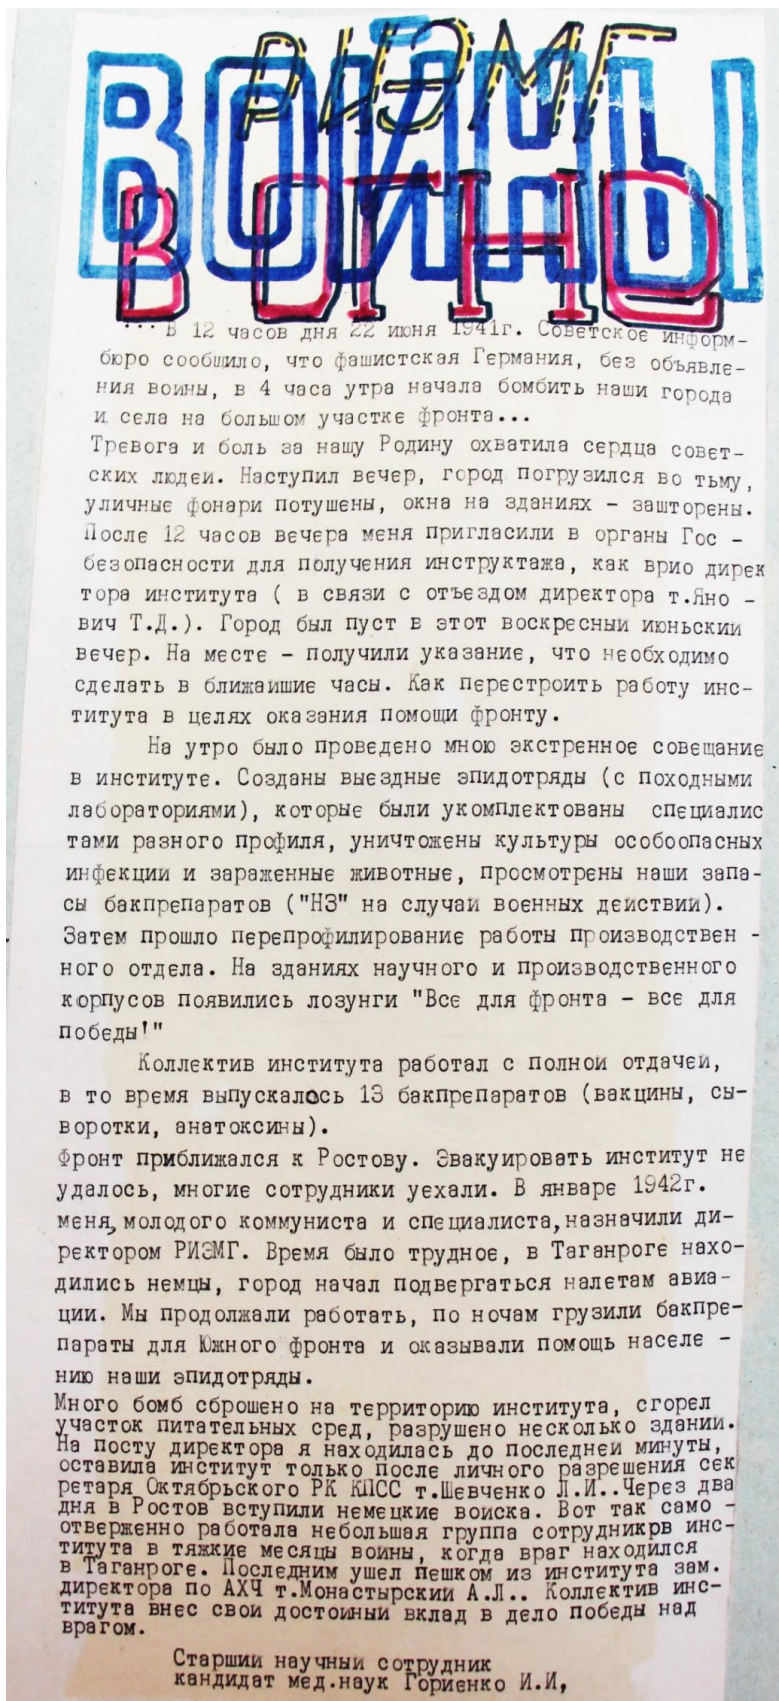 РИЭМГ
В ОГНЕ
ВОЙНЫ
... В 12 часов дня 22 июня 1941г. Советское информ-
бюро сообщило, что фашистская Германия, без объявле-
ния войны, в 4 часа утра начала бомбить наши города
и села на большом участке фронта...
Тревога и боль за нашу Родину охватила сердца совет-
ских людей. Наступил вечер, город погрузился во тьму,
уличные фонари потушены, окна на зданиях - зашторены.
После 12 часов вечера меня пригласили в органы Гос -
безопасности для получения инструктажа, как врио дирек
тора института ( в связи с отъездом директора т.Яно -
вич Т.Д.). Город был пуст в этот воскресный июньский
вечер. На месте - получили указание, что необходимо
сделать в ближайшие часы. Как перестроить работу инс-
титута в целях оказания помощи фронту.
На утро было проведено мною экстренное совещание
в институте. Созданы выездные эпидотряды (с походными
лабораториями), которые были укомплектованы специалис
тами разного профиля, уничтожены культуры особоопасных
инфекции и зараженные животные, просмотрены наши запа-
сы бакпрепаратов ("НЗ" на случай военных действий).
Затем прошло перепрофилирование работы производствен -
ного отдела. На зданиях научного и производственного
корпусов появились лозунги "Все для фронта - все для
победы!"
Коллектив института работал с полной отдачей,
в то время выпускалось 13 бакпрепаратов (вакцины, сы-
воротки, анатоксины).
Фронт приближался к Ростову. Эвакуировать институт не
удалось, многие сотрудники уехали. В январе 1942г.
меня, молодого коммуниста и специалиста, назначили ди-
ректором РИЭМГ. Время было трудное, в Таганроге нахо-
дились немцы, город начал подвергаться налетам авиа-
ции. Мы продолжали работать, по ночам грузили бакпре-
параты для Южного фронта и оказывали помощь населе -
нию наши эпидотряды.
Много бомб сброшено на территорию института, сгорел
участок питательных сред, разрушено несколько зданий.
На посту директора я находилась до последней минуты,
оставила институт только после личного разрешения сек
ретаря Октябрьского РК КПСС т.Шевченко Л.И..Через два
дня в Ростов вступили немецкие войска. Вот так само -
отверженно работала небольшая группа сотрудникрв инс-
титута в тяжкие месяцы войны, когда враг находился
в Таганроге. Последним ушел пешком из института зам.
директора по АХЧ т.Монастырский А.Л.. Коллектив инс-
титута внес свой достойный вклад в дело победы над
врагом.
Старший научный сотрудник
кандидат мед.наук Гориенко И.И,